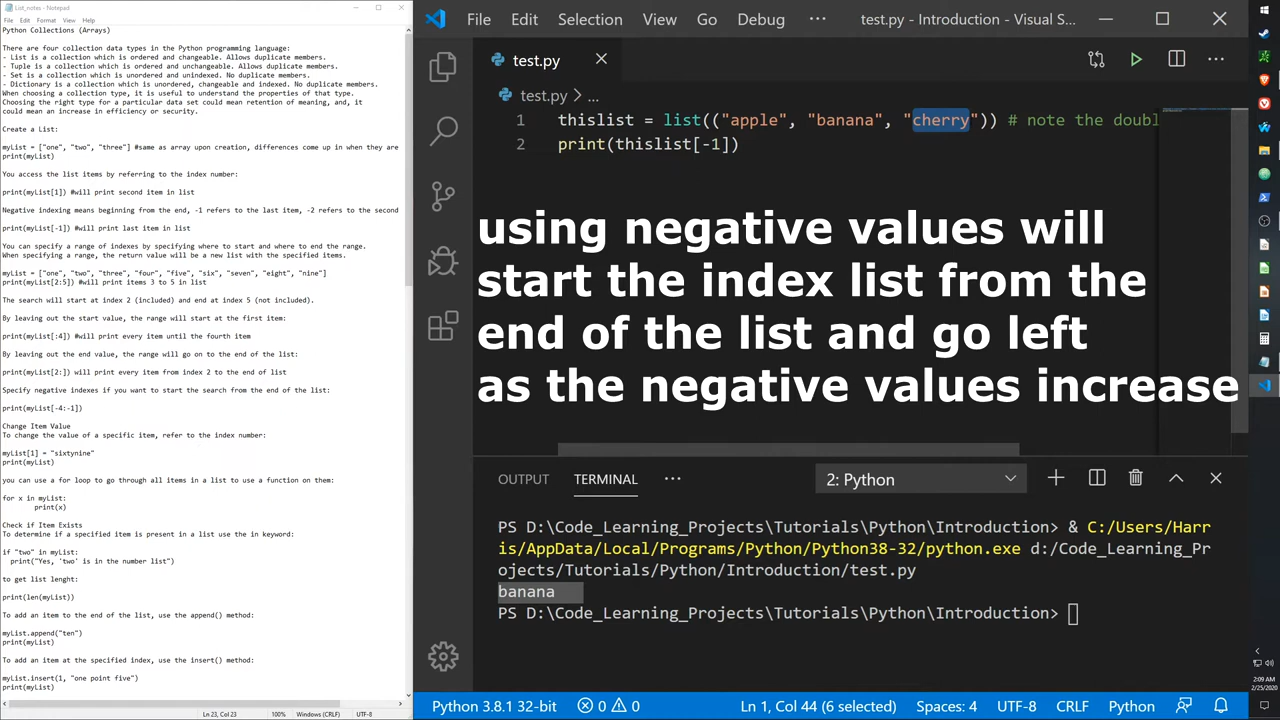 List_notes - Notepad
File Edit Format View Help
Python Collections (Arrays)
There are four collection data types in the Python programming language:
- List is a collection which is ordered and changeable. Allows duplicate members.
- Tuple is a collection which is ordered and unchangeable. Allows duplicate members.
- Set is a collection which is unordered and unindexed. No duplicate members.
- Dictionary is a collection which is unordered, changeable and indexed. No duplicate members.
When choosing a collection type, it is useful to understand the properties of that type.
Choosing the right type for a particular data set could mean retention of meaning, and, it
could mean an increase in efficiency or security.
Create a List:
myList = ["one", "two", "three"] #same as array upon creation, differences come up in when they are
print(myList)
You access the list items by referring to the index number:
print(myList[1]) #will print second item in list
Negative indexing means beginning from the end, -1 refers to the last item, -2 refers to the second
print(myList[-1]) #will print last item in list
You can specify a range of indexes by specifying where to start and where to end the range.
When specifying a range, the return value will be a new list with the specified items.
myList = ["one", "two", "three", "four", "five", "six", "seven", "eight", "nine"]
print(myList[2:5]) #will print items 3 to 5 in list
The search will start at index 2 (included) and end at index 5 (not included).
By leaving out the start value, the range will start at the first item:
print(myList[:4]) #will print every item until the fourth item
By leaving out the end value, the range will go on to the end of the list:
print(myList[2:]) will print every item from index 2 to the end of list
Specify negative indexes if you want to start the search from the end of the list:
print(myList[-4:-1])
Change Item Value
To change the value of a specific item, refer to the index number:
myList[1] = "sixtynine"
print(myList)
you can use a for loop to go through all items in a list to use a function on them:
for x in myList:
print(x)
Check if Item Exists
To determine if a specified item is present in a list use the in keyword:
if "two" in myList:
print("Yes, 'two' is in the number list")
to get list lenght:
print(len(myList))
To add an item to the end of the list, use the append() method:
myList.append("ten")
print(myList)
To add an item at the specified index, use the insert() method:
myList.insert(1, "one point five")
print(myList)
Ln 23, Col 23 100% Windows (CRLF) UTF-8
File Edit Selection View Go Debug ··· test.py - Introduction - Visual S...
test.py
test.py > ...
1 thislist = list(("apple", "banana", "cherry")) # note the doubl
2 print(thislist[-1])
using negative values will
start the index list from the
end of the list and go left
as the negative values increase
OUTPUT TERMINAL ··· 2: Python
PS D:\Code_Learning_Projects\Tutorials\Python\Introduction> & C:/Users/Harr
is/AppData/Local/Programs/Python/Python38-32/python.exe d:/Code_Learning_Pr
ojects/Tutorials/Python/Introduction/test.py
banana
PS D:\Code_Learning_Projects\Tutorials\Python\Introduction>
Python 3.8.1 32-bit 0 0 Ln 1, Col 44 (6 selected) Spaces: 4 UTF-8 CRLF Python
2:09 AM
2/25/2020